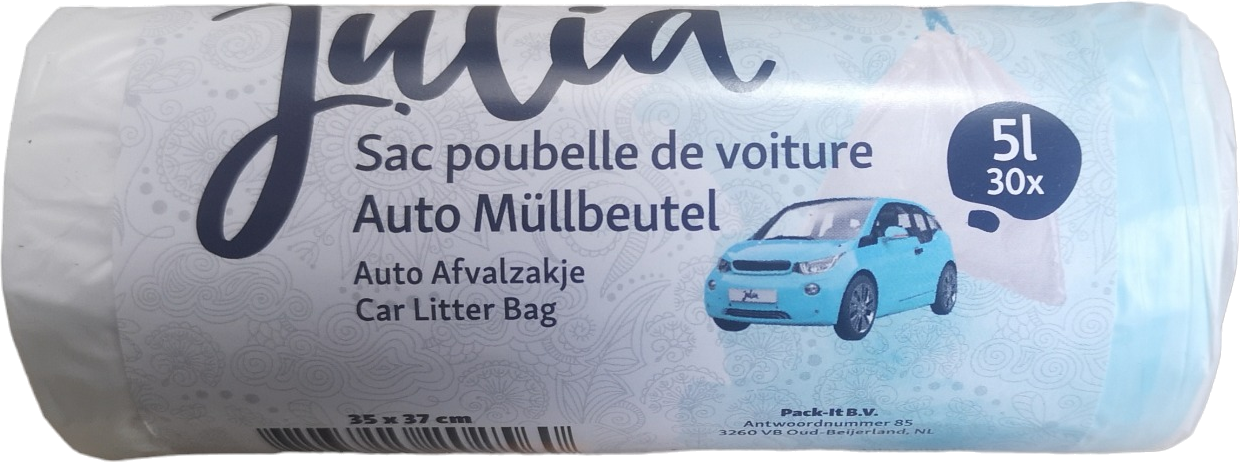 Julia
Sac poubelle de voiture
Auto Müllbeutel
Auto Afvalzakje
Car Litter Bag
5l
30x
Julia
35 x 37 cm
Pack-It B.V.
Antwoordnummer 85
3260 VB Oud-Beijerland, NL